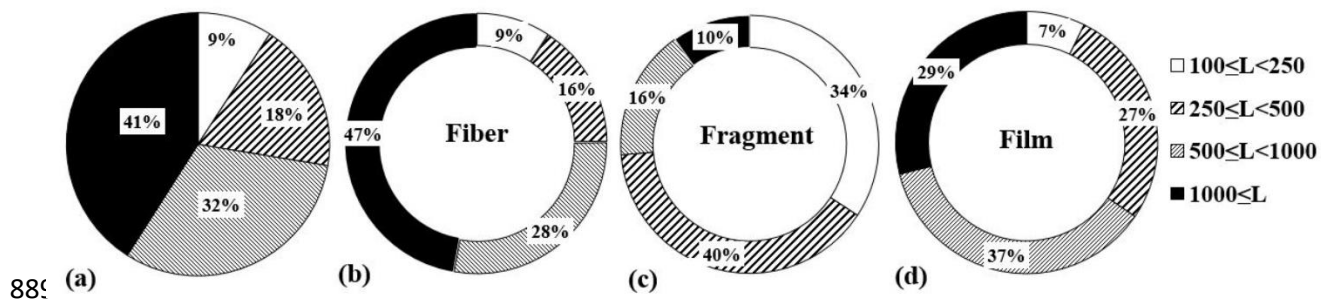 9%
18%
32%
41%
(a)
9%
16%
28%
47%
Fiber
(b)
34%
40%
16%
10%
Fragment
(c)
7%
27%
37%
29%
Film
(d)
100≤L<250
250≤L<500
500≤L<1000
1000≤L